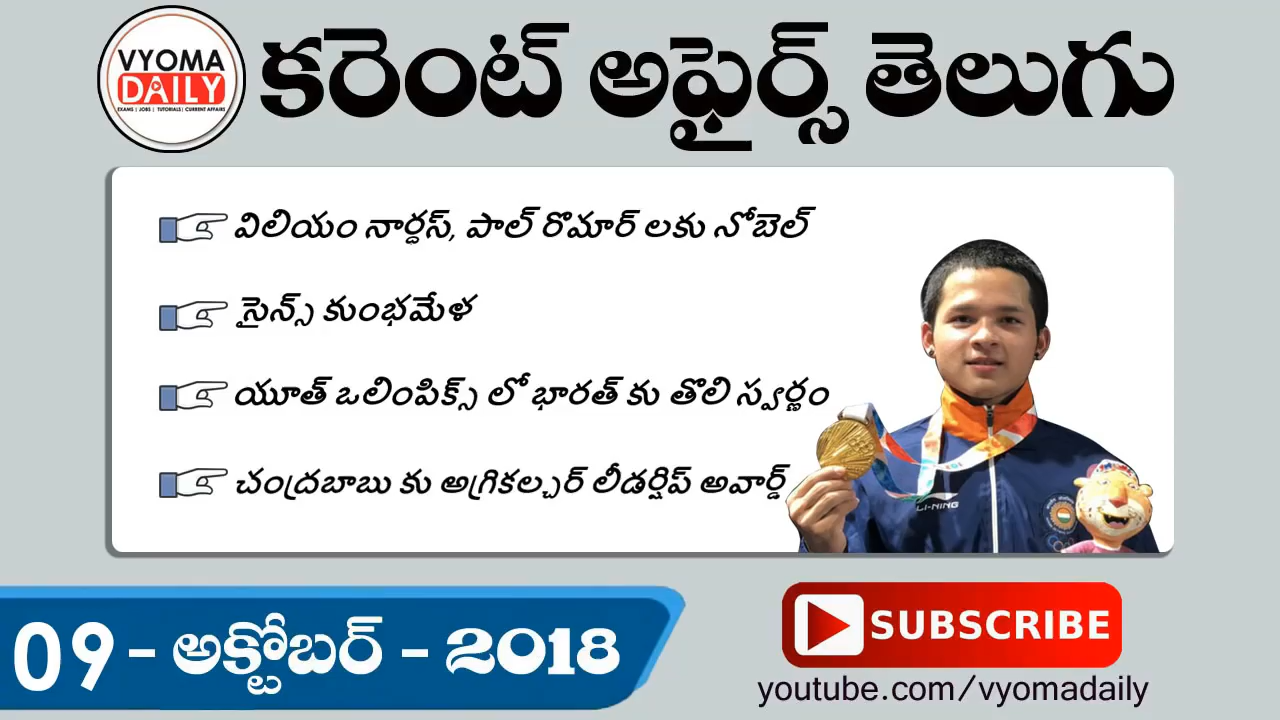 VYOMA
DAILY
EXAMS | JOBS | TUTORIALS | CURRENT AFFAIRS
కరెంట్ అఫైర్స్ తెలుగు
విలియం నార్దస్, పాల్ రొమార్ లకు నోబెల్
సైన్స్ కుంభమేళ
యూత్ ఒలింపిక్స్ లో భారత్ కు తొలి స్వర్ణం
చంద్రబాబు కు అగ్రికల్చర్ లీడర్షిప్ అవార్డ్
LI-NING
09 - అక్టోబర్ - 2018
SUBSCRIBE
youtube.com/vyomadaily